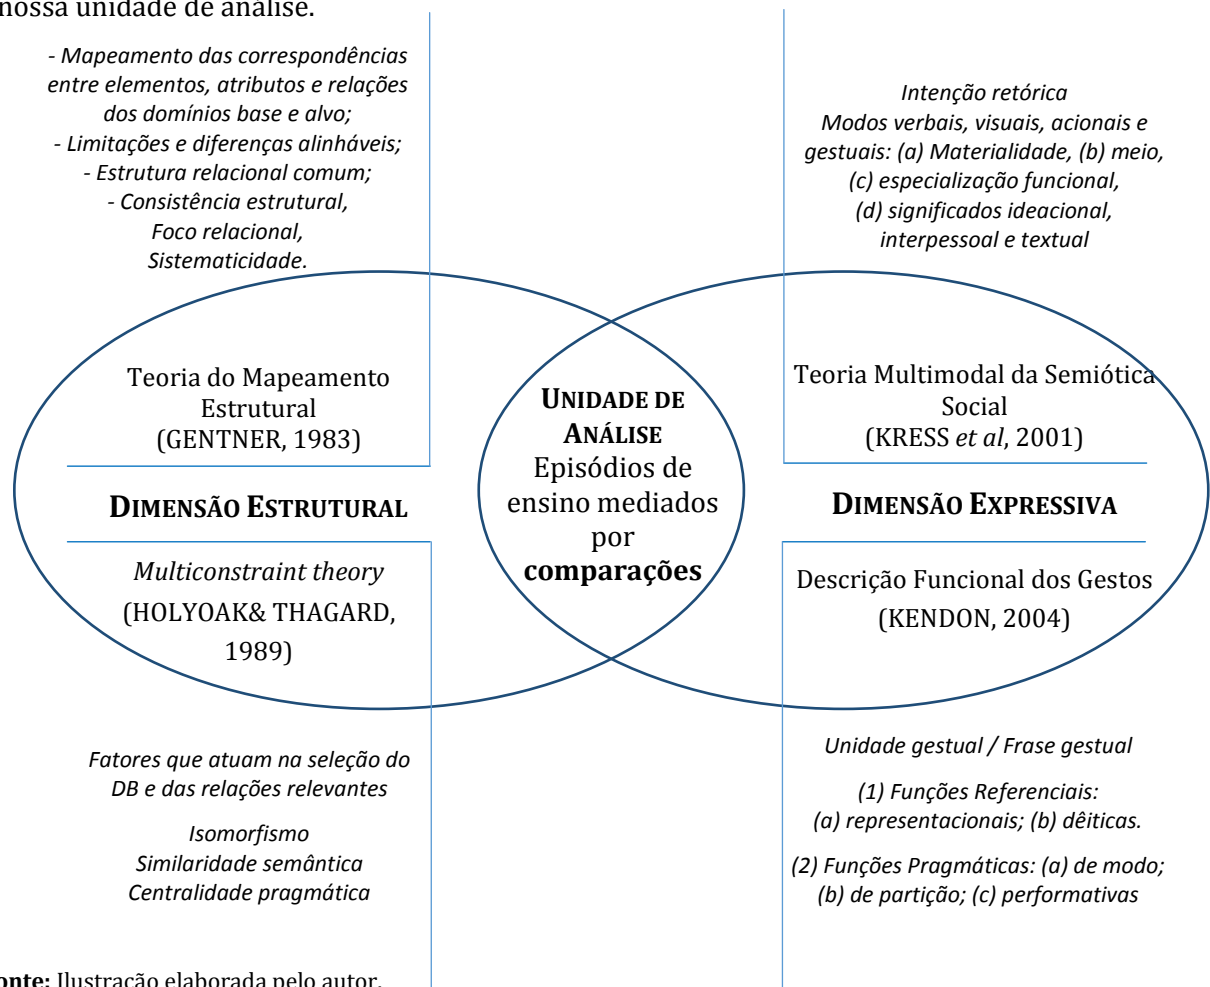 nossa unidade de análise.
- Mapeamento das correspondências
entre elementos, atributos e relações
dos domínios base e alvo;
- Limitações e diferenças alinháveis;
- Estrutura relacional comum;
- Consistência estrutural,
Foco relacional,
Sistematicidade.
Intenção retórica
Modos verbais, visuais, acionais e
gestuais: (a) Materialidade, (b) meio,
(c) especialização funcional,
(d) significados ideacional,
interpessoal e textual
Teoria do Mapeamento
Estrutural
(GENTNER, 1983)
DIMENSÃO ESTRUTURAL
Multiconstraint theory
(HOLYOAK& THAGARD,
1989)
UNIDADE DE
ANÁLISE
Episódios de
ensino mediados
por
comparações
Teoria Multimodal da Semiótica
Social
(KRESS et al, 2001)
DIMENSÃO EXPRESSIVA
Descrição Funcional dos Gestos
(KENDON, 2004)
Fatores que atuam na seleção do
DB e das relações relevantes
Isomorfismo
Similaridade semântica
Centralidade pragmática
Unidade gestual / Frase gestual
(1) Funções Referenciais:
(a) representacionais; (b) dêiticas.
(2) Funções Pragmáticas: (a) de modo;
(b) de partição; (c) performativas
onte: Ilustração elaborada pelo autor.